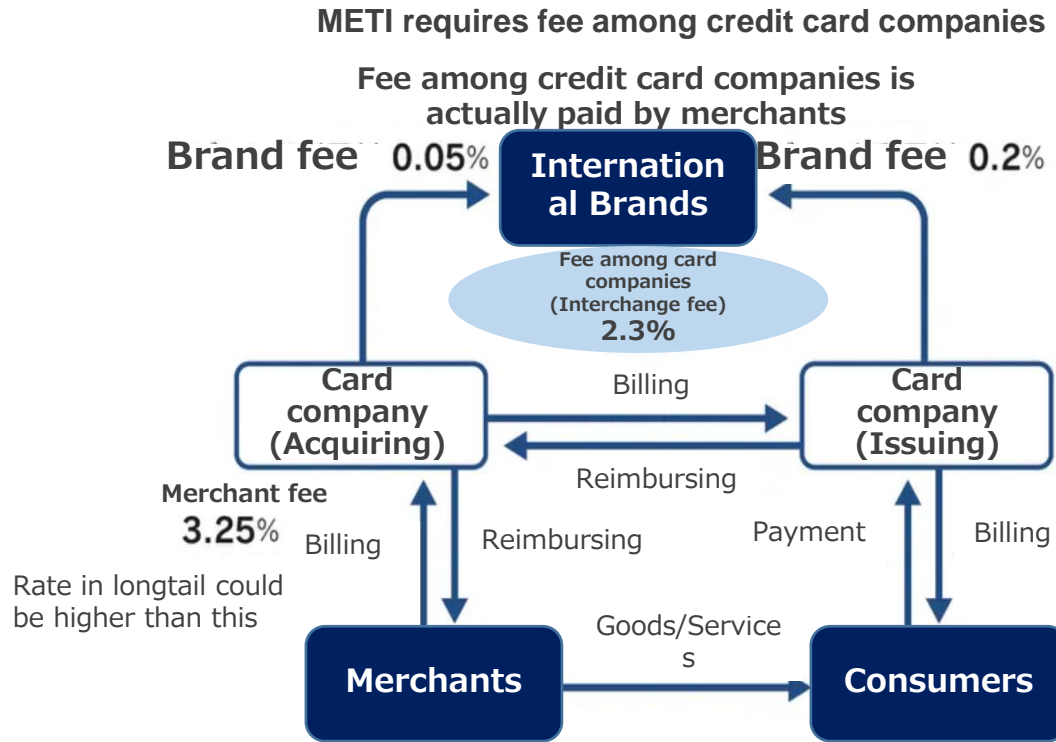 METI requires fee among credit card companies
Fee among credit card companies is
actually paid by merchants
Brand fee 0.05%
Internation
al Brands
Brand fee 0.2%
Fee among card
companies
(Interchange fee)
2.3%
Card
company
(Acquiring)
Billing
Card
company
(Issuing)
Reimbursing
Merchant fee
3.25%
Billing
Reimbursing
Payment
Billing
Rate in longtail could
be higher than this
Goods/Service
s
Merchants
Consumers